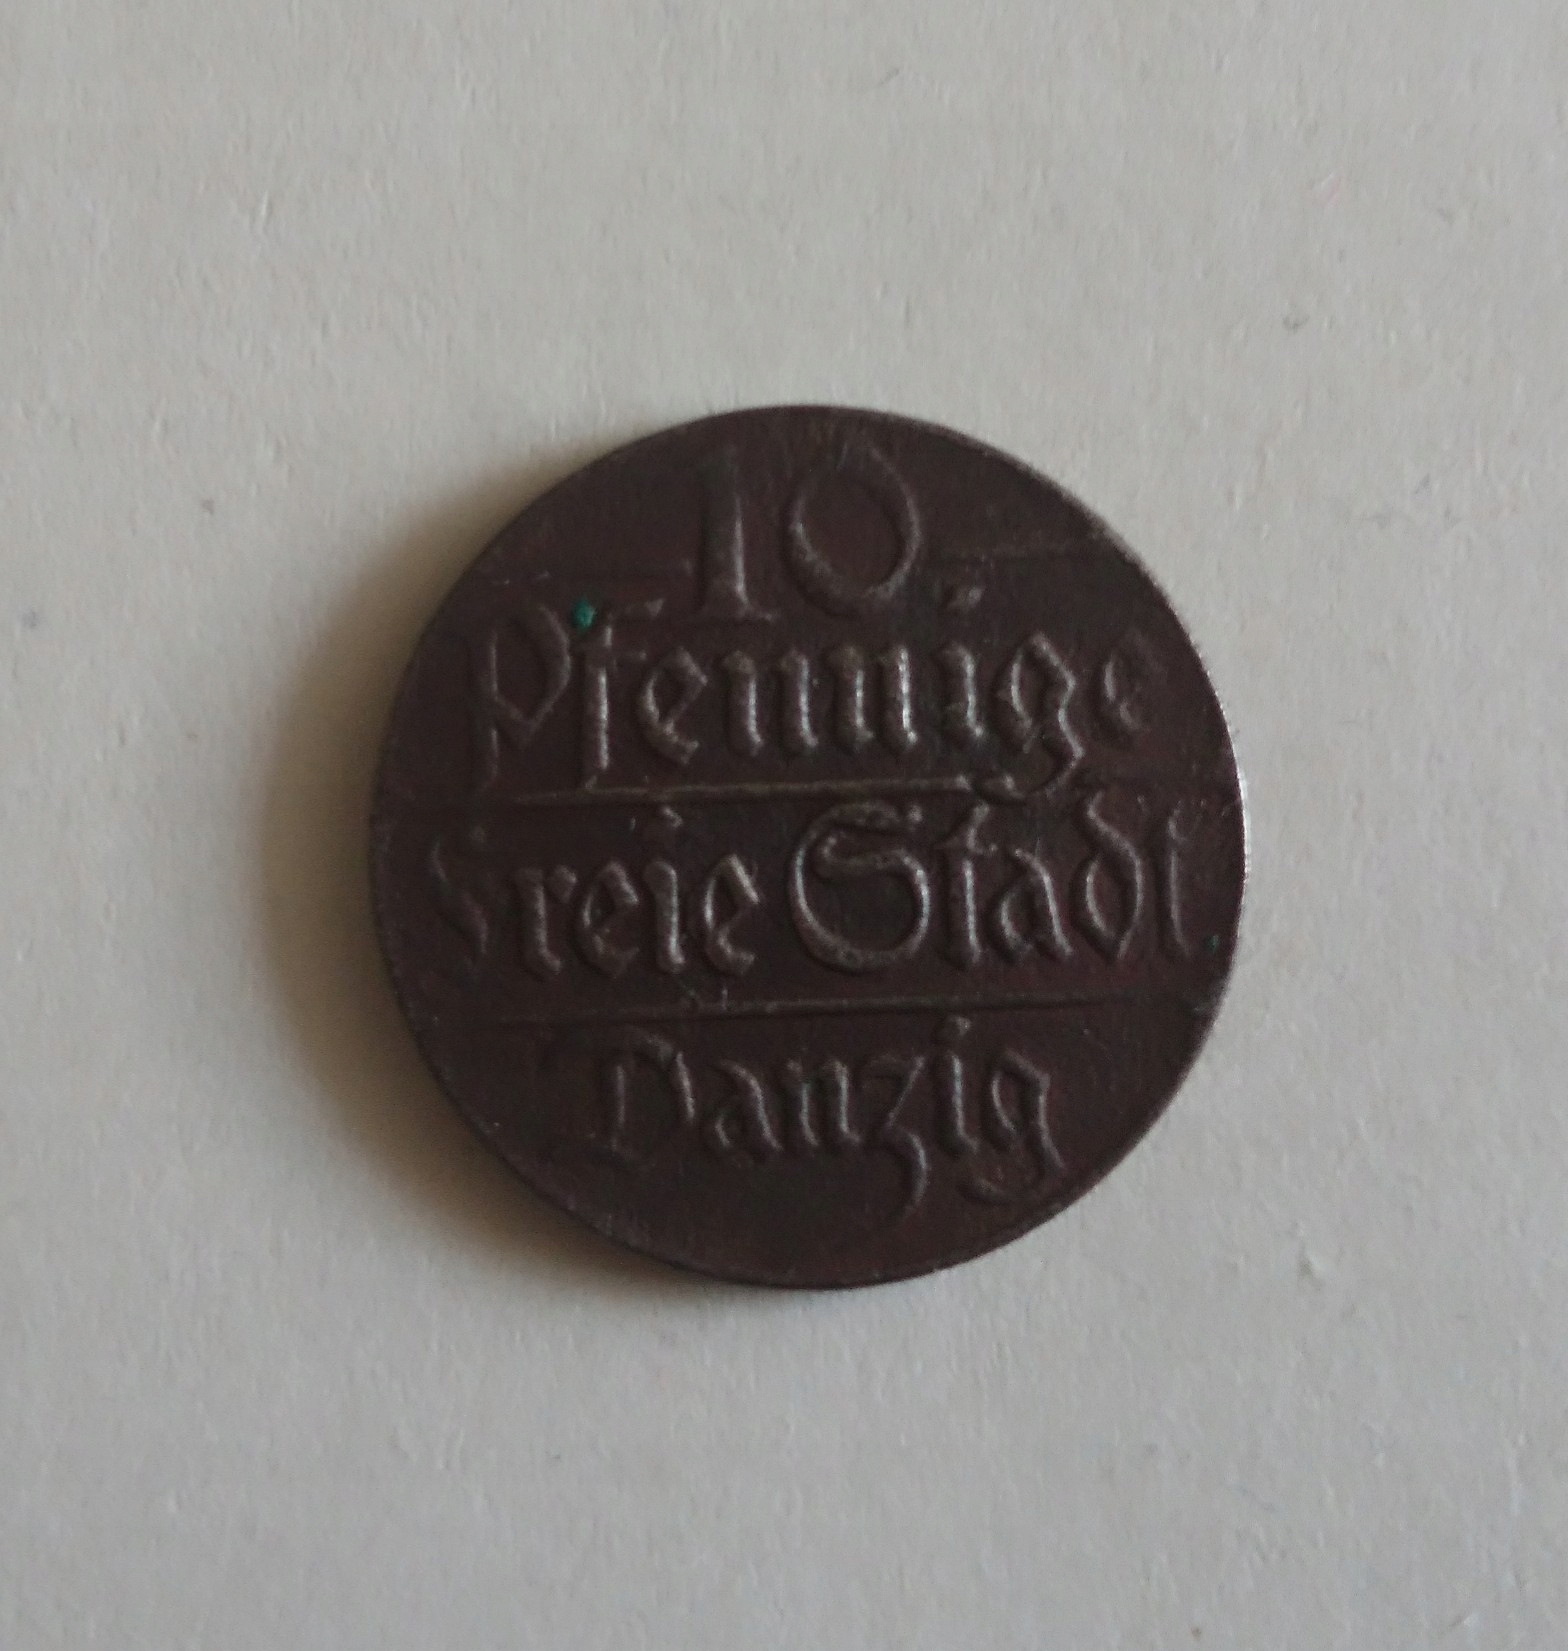 10.
Pfennige
Freie Stadt
Danzig